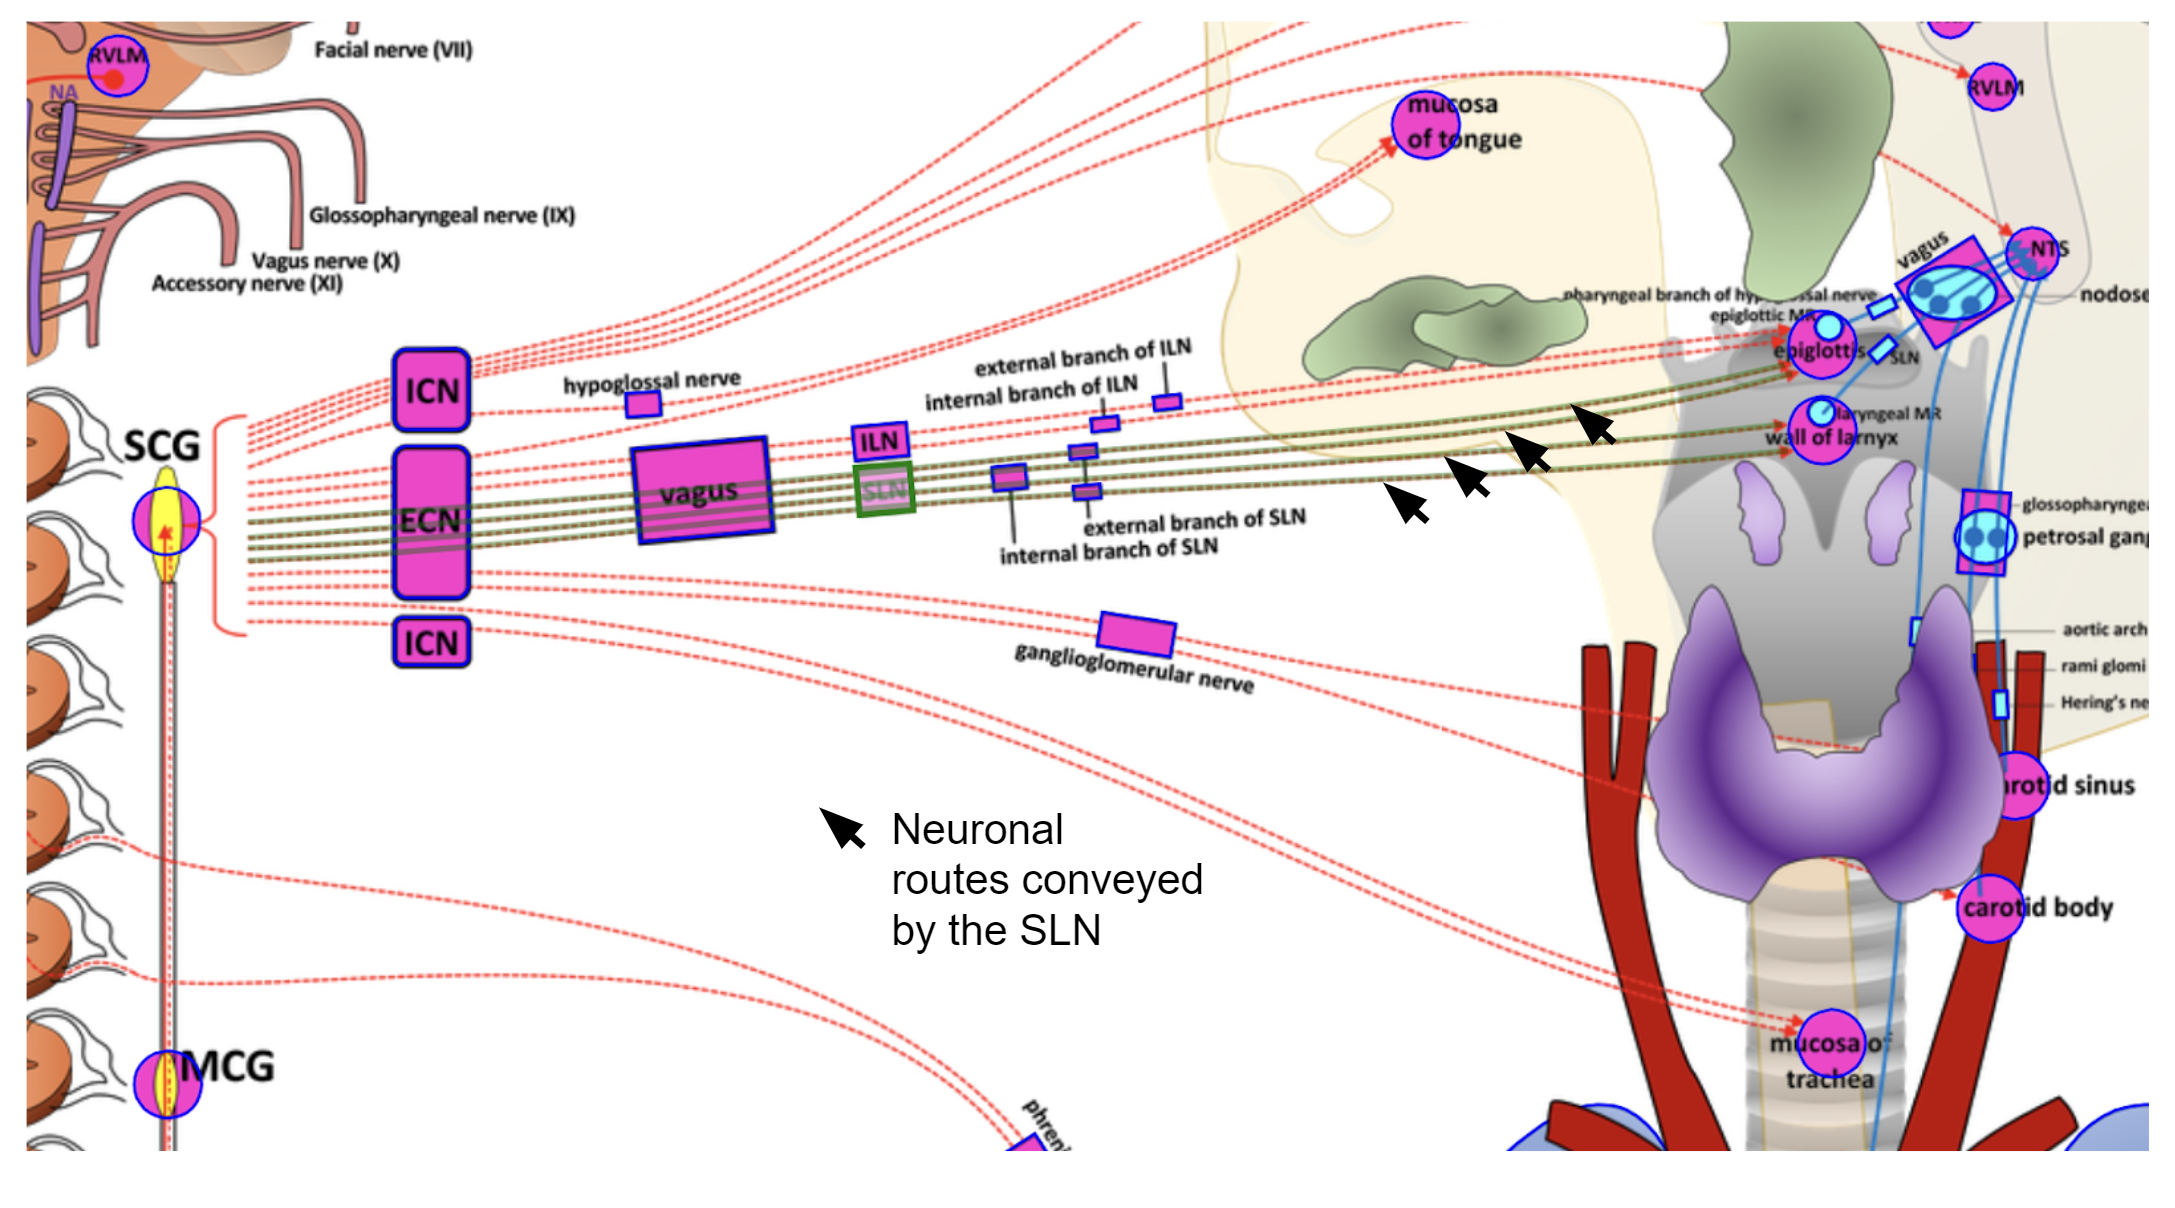 Facial nerve (VII)
RVLM
NA
Glossopharyngeal nerve (IX)
Vagus nerve (X)
Accessory nerve (XI)
mucosa
of tongue
RVLM
NTS
vagus
nodose
pharyngeal branch of hypoglossal nerve
epiglottic MR
epiglottis
SLN
laryngeal MR
wall of larnyx
ICN
hypoglossal nerve
external branch of ILN
internal branch of ILN
SCG
ILN
vagus
SLN
ECN
external branch of SLN
internal branch of SLN
glossopharyngea
petrosal gang
ICN
ganglioglomerular nerve
aortic arch
rami glomi
Hering's ne
carotid sinus
Neuronal
routes conveyed
by the SLN
carotid body
mucosa of
trachea
MCG
phreni